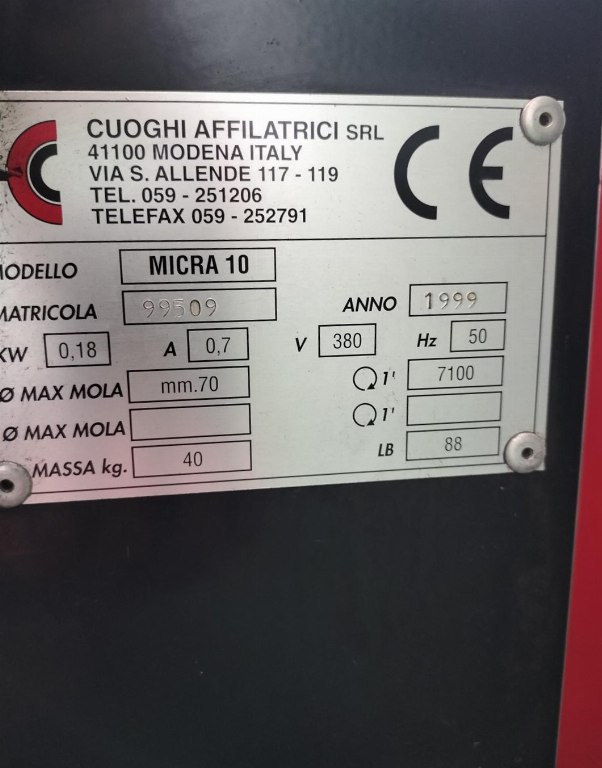 CUOGHI AFFILATRICI SRL
41100 MODENA ITALY
VIA S. ALLENDE 117 - 119
TEL. 059 - 251206
TELEFAX 059 - 252791
CE
MODELLO MICRA 10
MATRICOLA 99509 ANNO 1999
KW 0,18 A 0,7 V 380 Hz 50
Ø MAX MOLA mm.70 1' 7100
Ø MAX MOLA 1'
MASSA kg. 40 LB 88